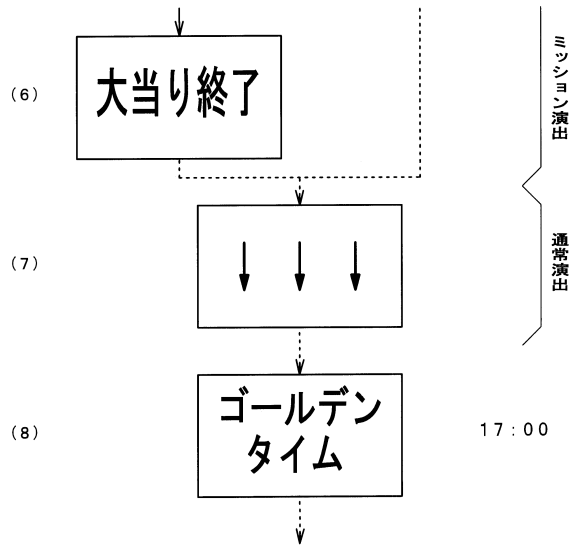 (6)
大当り終了
ミッション演出
(7)
通常演出
(8)
ゴールデン
タイム
17:00